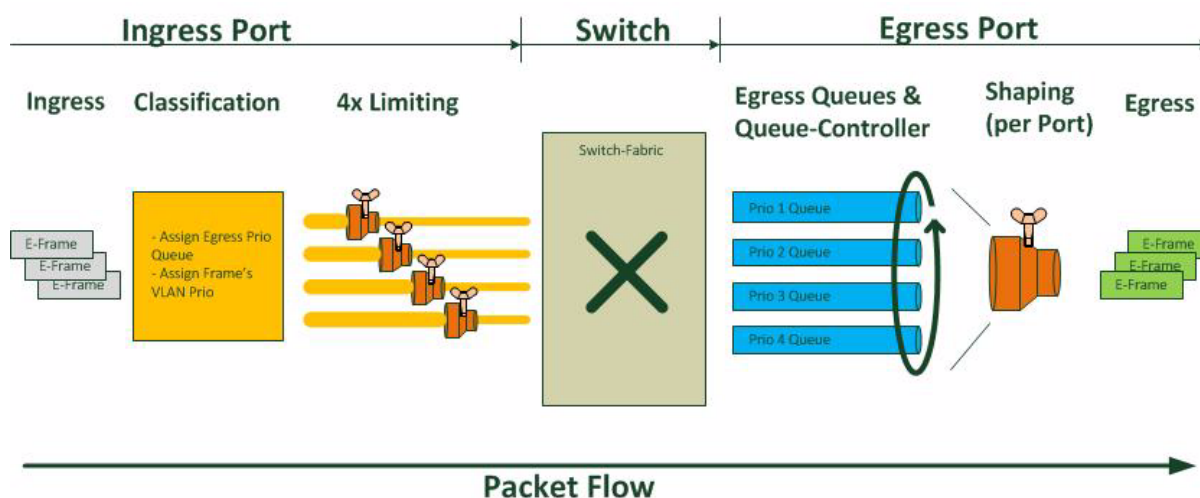 Ingress Port
Switch
Egress Port
Ingress
Classification
4x Limiting
Egress Queues &
Queue-Controller
Shaping
(per Port)
Egress
Switch-Fabric
- Assign Egress Prio
Queue
- Assign Frame's
VLAN Prio
E-Frame
E-Frame
E-Frame
Prio 1 Queue
Prio 2 Queue
Prio 3 Queue
Prio 4 Queue
E-Frame
E-Frame
E-Frame
Packet Flow